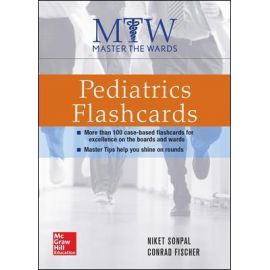 MTW
MASTER THE WARDS
Pediatrics
Flashcards
More than 100 case-based flashcards for
excellence on the boards and wards
Master Tips help you shine on rounds
Mc
Graw
Hill
Education
NIKET SONPAL
CONRAD FISCHER